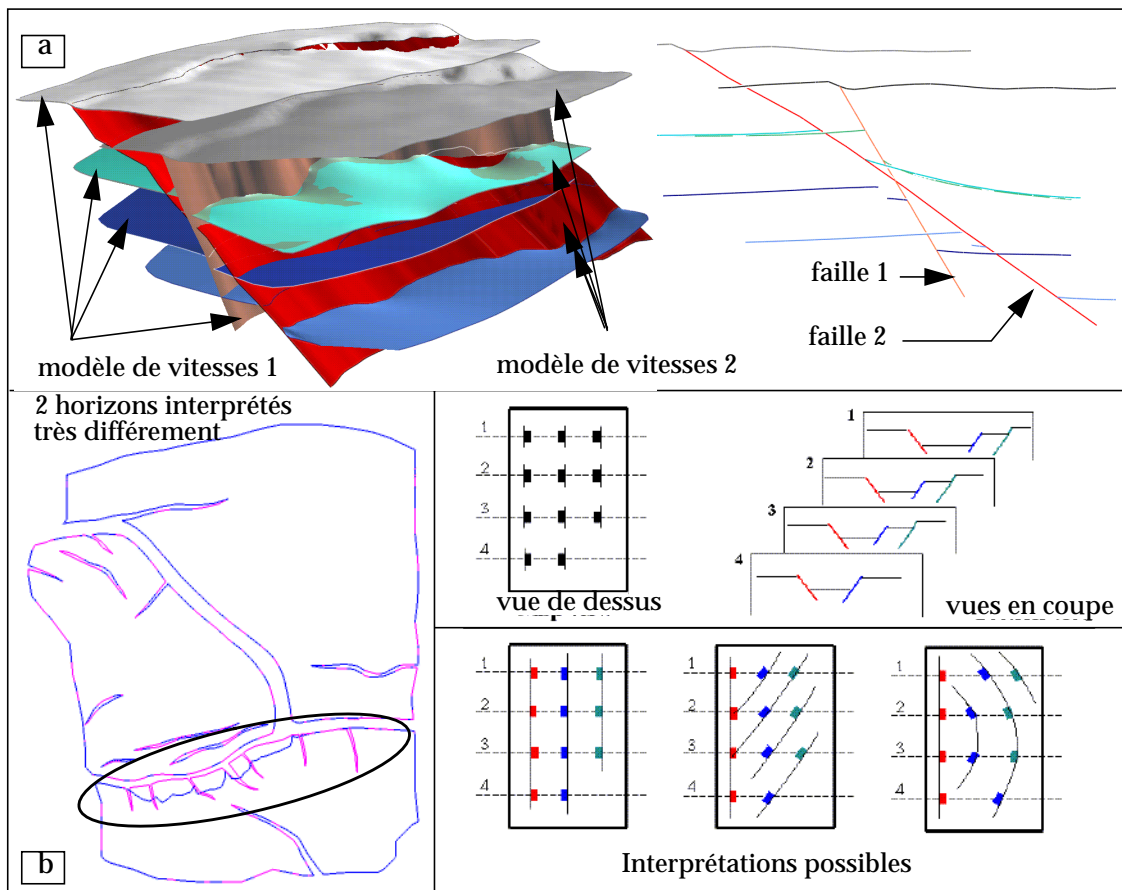 a
faille 1
faille 2
modèle de vitesses 1
modèle de vitesses 2
2 horizons interprétés
très différement
b
1
2
3
4
vue de dessus
1
2
3
4
vues en coupe
1
2
3
4
1
2
3
4
1
2
3
4
Interprétations possibles